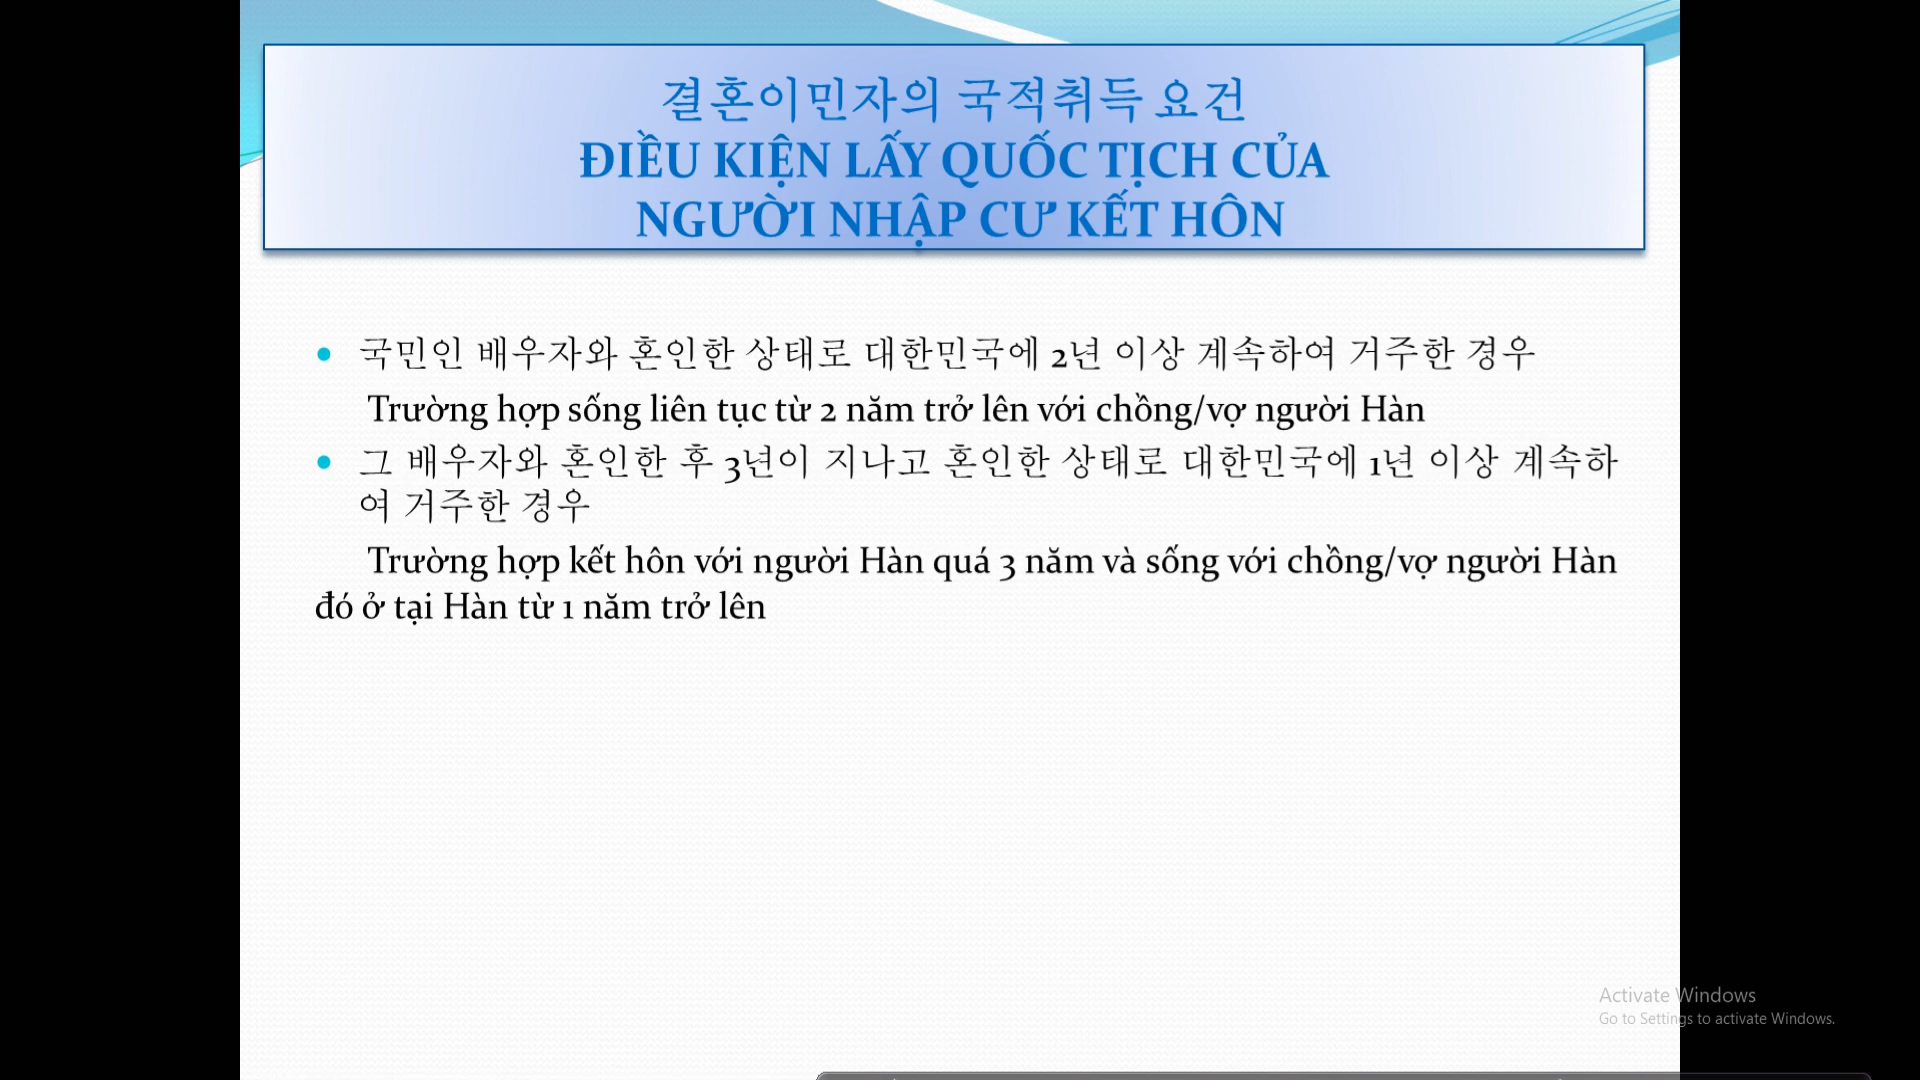 결혼이민자의 국적취득 요건
ĐIỀU KIỆN LẤY QUỐC TỊCH CỦA
NGƯỜI NHẬP CƯ KẾT HÔN
• 국민인 배우자와 혼인한 상태로 대한민국에 2년 이상 계속하여 거주한 경우
Trường hợp sống liên tục từ 2 năm trở lên với chồng/vợ người Hàn
• 그 배우자와 혼인한 후 3년이 지나고 혼인한 상태로 대한민국에 1년 이상 계속하
여 거주한 경우
Trường hợp kết hôn với người Hàn quá 3 năm và sống với chồng/vợ người Hàn
đó ở tại Hàn từ 1 năm trở lên
Activate Windows
Go to Settings to activate Windows.